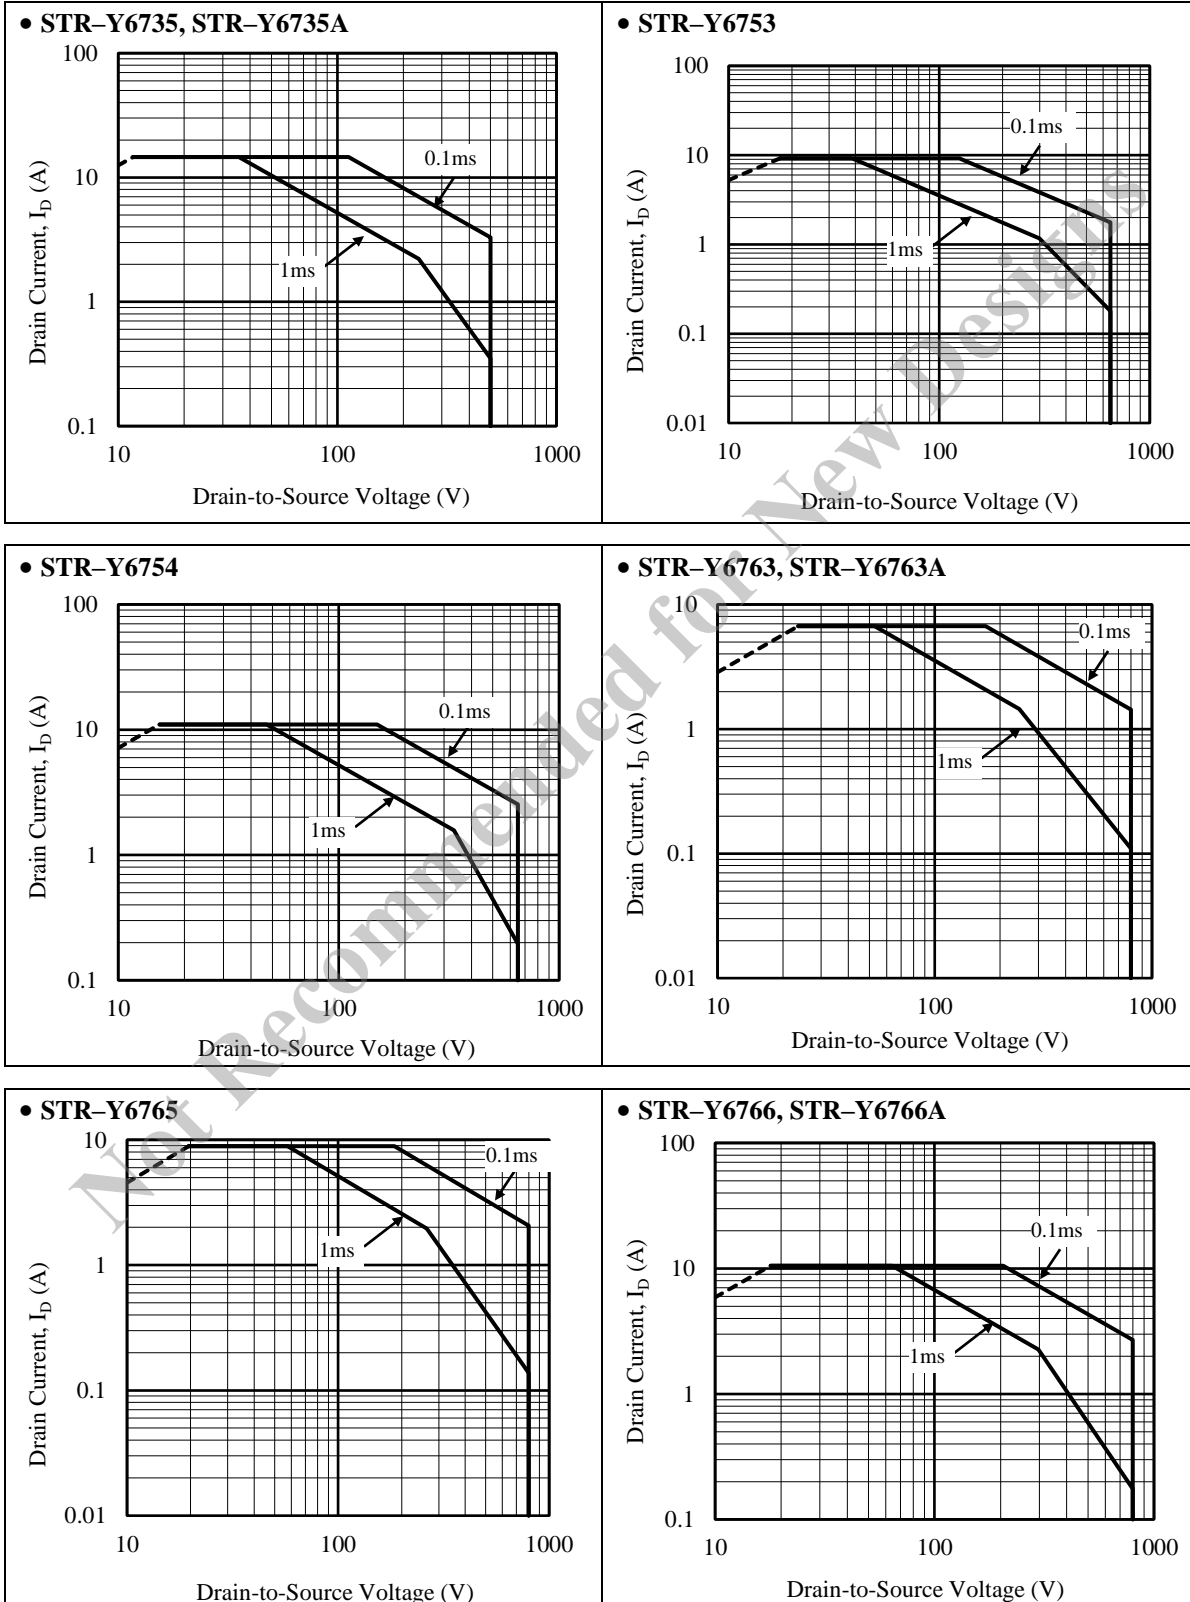 • STR–Y6735, STR–Y6735A
100
10
1
0.1
10
100
1000
0.1ms
1ms
Drain Current, I_D (A)
Drain-to-Source Voltage (V)
• STR–Y6753
100
10
1
0.1
0.01
10
100
1000
0.1ms
1ms
Drain Current, I_D (A)
Drain-to-Source Voltage (V)
• STR–Y6754
100
10
1
0.1
10
100
1000
0.1ms
1ms
Drain Current, I_D (A)
Drain-to-Source Voltage (V)
• STR–Y6763, STR–Y6763A
10
1
0.1
0.01
10
100
1000
0.1ms
1ms
Drain Current, I_D (A)
Drain-to-Source Voltage (V)
• STR–Y6765
10
1
0.1
0.01
10
100
1000
0.1ms
1ms
Drain Current, I_D (A)
Drain-to-Source Voltage (V)
• STR–Y6766, STR–Y6766A
100
10
1
0.1
10
100
1000
0.1ms
1ms
Drain Current, I_D (A)
Drain-to-Source Voltage (V)
Not Recommended for New Designs